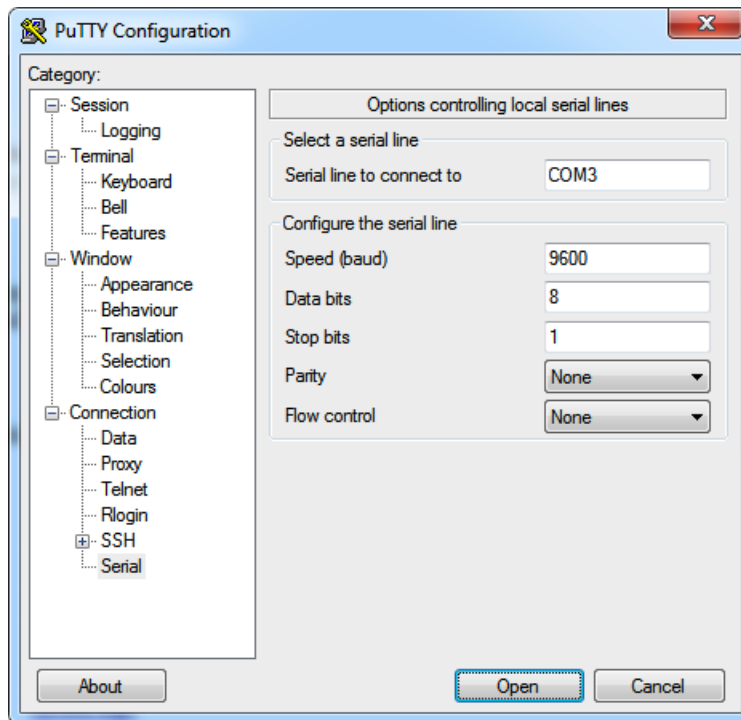 PuTTY Configuration
Category:
Session
Logging
Terminal
Keyboard
Bell
Features
Window
Appearance
Behaviour
Translation
Selection
Colours
Connection
Data
Proxy
Telnet
Rlogin
SSH
Serial
Options controlling local serial lines
Select a serial line
Serial line to connect to COM3
Configure the serial line
Speed (baud) 9600
Data bits 8
Stop bits 1
Parity None
Flow control None
About Open Cancel